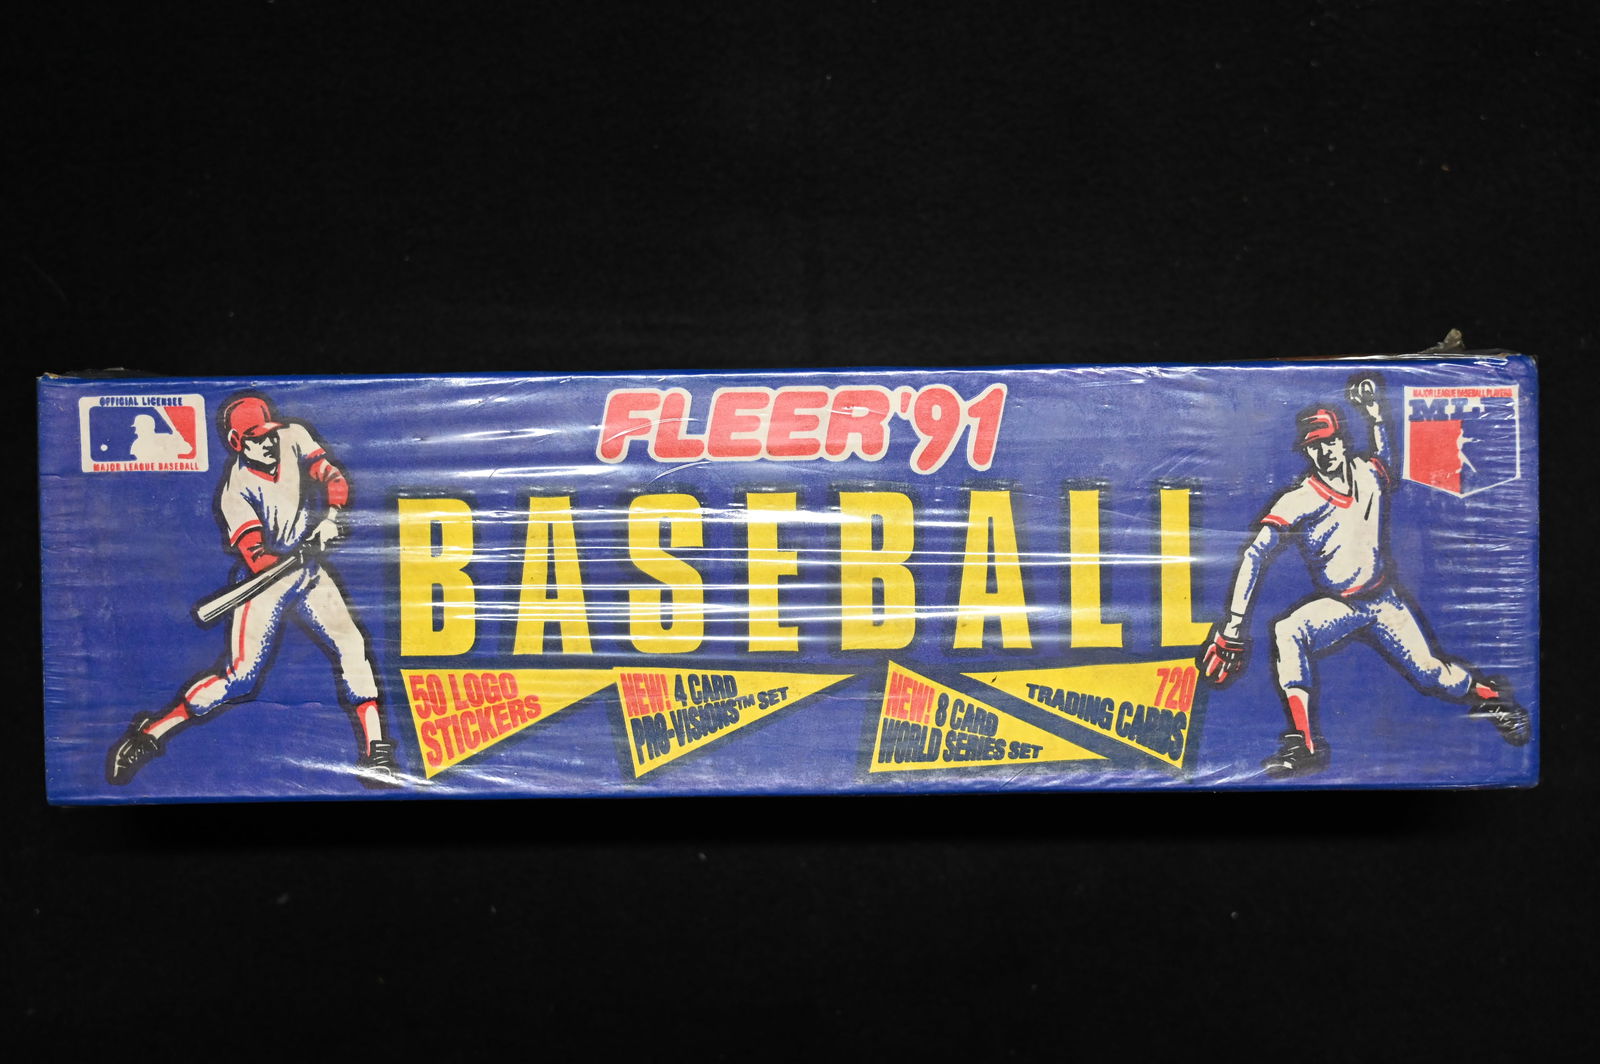 OFFICIAL LICENSEE
MAJOR LEAGUE BASEBALL
FLEER '91
MAJOR LEAGUE BASEBALL PLAYERS
BASEBALL
50 LOGO
STICKERS
NEW! 4 CARD
PRO-VISIONS™ SET
NEW! 8 CARD
WORLD SERIES SET
720
TRADING CARDS